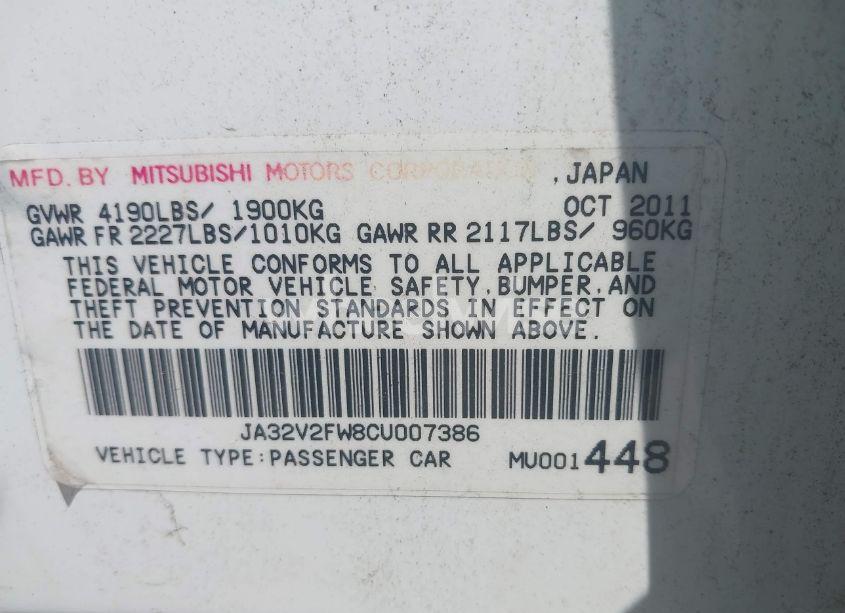 MFD. BY MITSUBISHI MOTORS CORPORATION , JAPAN
GVWR 4190LBS/ 1900KG OCT 2011
GAWR FR 2227LBS/1010KG GAWR RR 2117LBS/ 960KG
THIS VEHICLE CONFORMS TO ALL APPLICABLE
FEDERAL MOTOR VEHICLE SAFETY, BUMPER, AND
THEFT PREVENTION STANDARDS IN EFFECT ON
THE DATE OF MANUFACTURE SHOWN ABOVE.
JA32V2FW8CU007386
VEHICLE TYPE:PASSENGER CAR MU001448